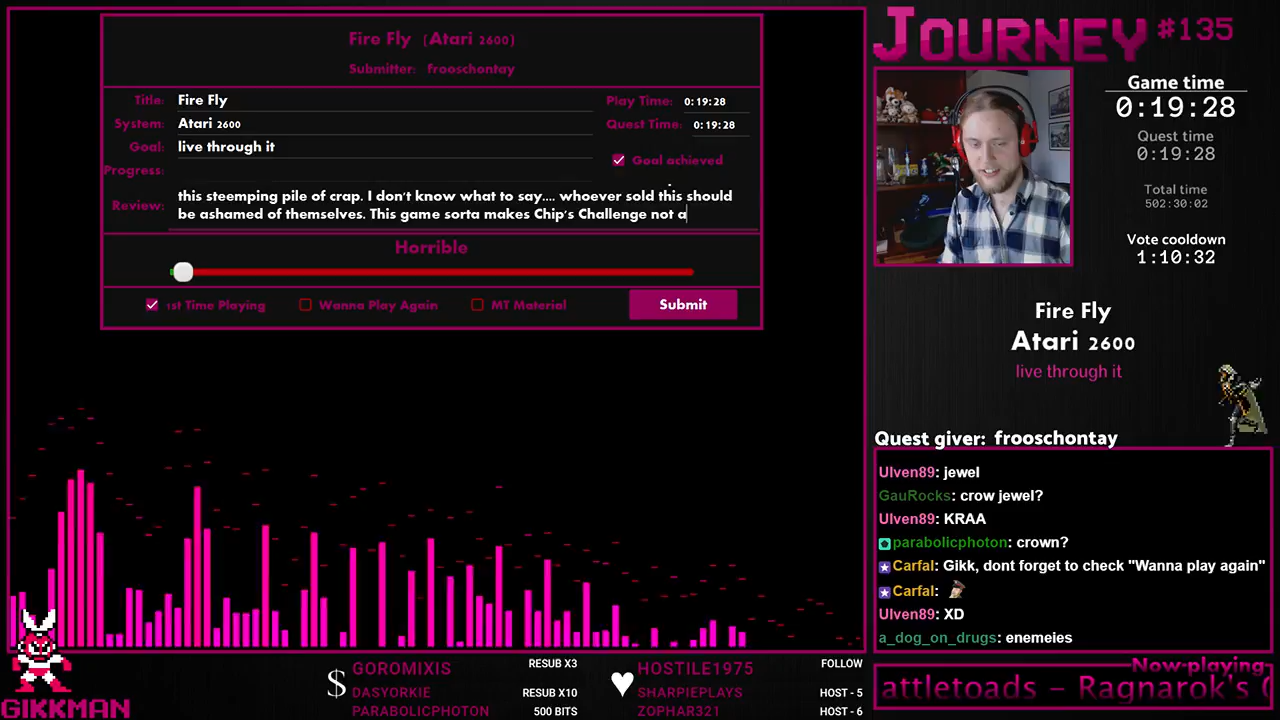 Fire Fly (Atari 2600)
Submitter: frooschontay
Title: Fire Fly
Play Time: 0:19:28
System: Atari 2600
Quest Time: 0:19:28
Goal: live through it
Goal achieved
Progress:
Review: this steemping pile of crap. I don't know what to say.... whoever sold this should
be ashamed of themselves. This game sorta makes Chip's Challenge not a
Horrible
1st Time Playing
Wanna Play Again
MT Material
Submit
JOURNEY #135
Game time
0:19:28
Quest time
0:19:28
Total time
502:30:02
Vote cooldown
1:10:32
Fire Fly
Atari 2600
live through it
Quest giver: frooschontay
Ulven89: jewel
GauRocks: crow jewel?
Ulven89: KRAA
parabolicphoton: crown?
Carfal: Gikk, dont forget to check "Wanna play again"
Carfal:
Ulven89: XD
a_dog_on_drugs: enemeies
Now playing
attletoads - Ragnarok's
GIKKMAN
$ GOROMIXIS RESUB X3
DASYORKIE RESUB X10
PARABOLICPHOTON 500 BITS
HOSTILE1975 FOLLOW
SHARPIEPLAYS HOST - 5
ZOPHAR321 HOST - 6